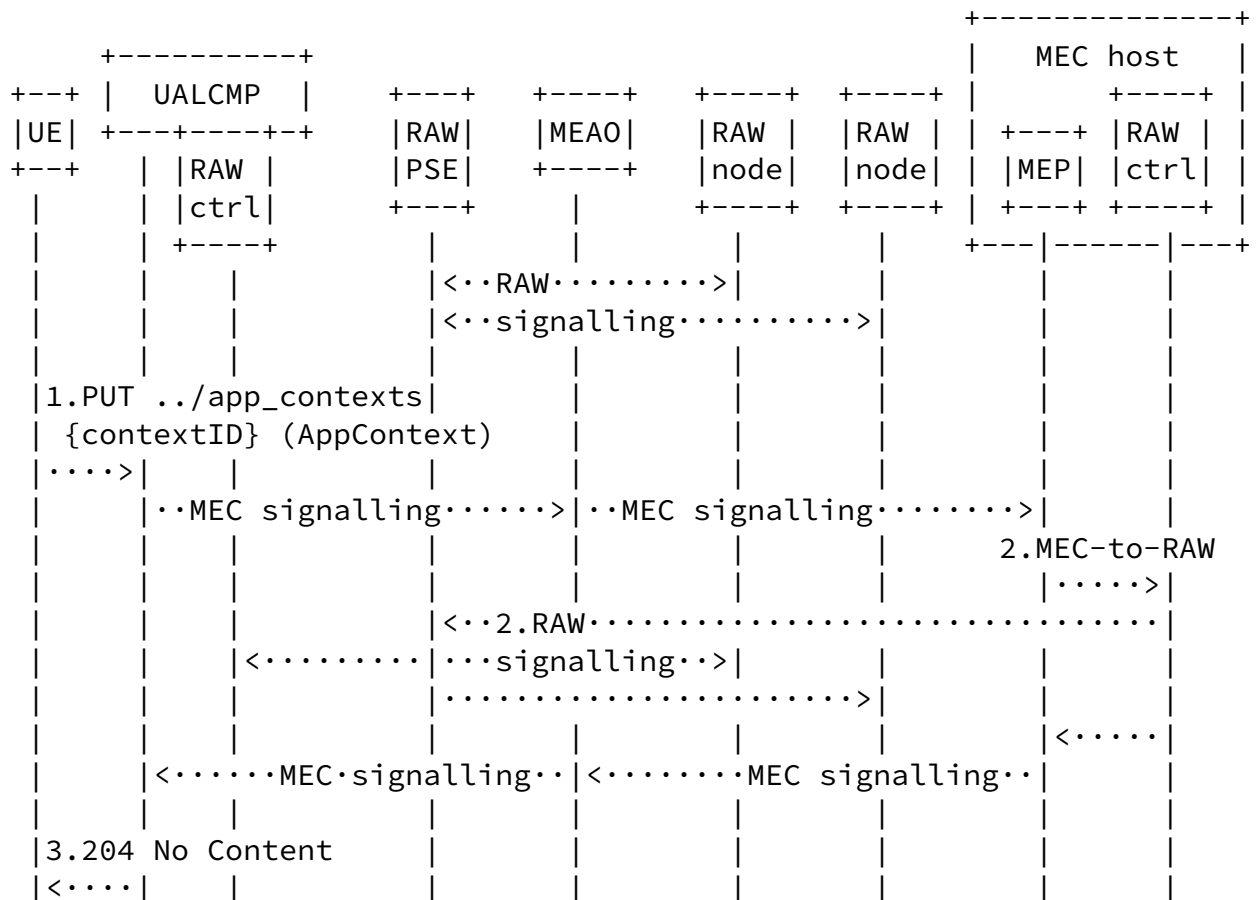 MEC host
UALCMP
UE RAW MEAO RAW RAW MEP RAW
RAW PSE node node ctrl
ctrl
RAW
signalling
1.PUT ../app_contexts
{contextID} (AppContext)
MEC signalling MEC signalling
2.MEC-to-RAW
2.RAW
signalling
MEC·signalling MEC signalling
3.204 No Content